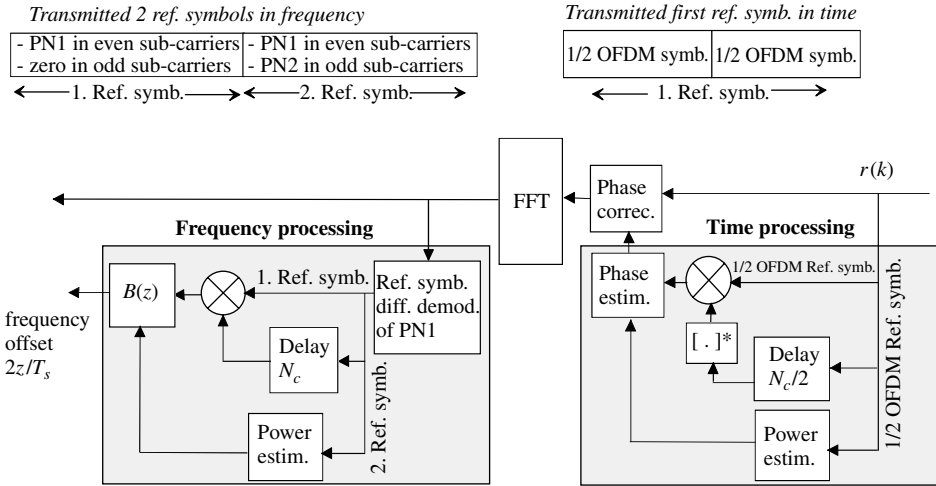 Transmitted 2 ref. symbols in frequency
- PN1 in even sub-carriers
- zero in odd sub-carriers
- PN1 in even sub-carriers
- PN2 in odd sub-carriers
1. Ref. symb.
2. Ref. symb.
Transmitted first ref. symb. in time
1/2 OFDM symb.
1/2 OFDM symb.
1. Ref. symb.
r(k)
Phase
correc.
FFT
Frequency processing
B(z)
1. Ref. symb.
Ref. symb.
diff. demod.
of PN1
Delay
N_c
2. Ref. symb.
Power
estim.
frequency
offset
2z/T_s
Time processing
Phase
estim.
1/2 OFDM Ref. symb.
[ . ]*
Delay
N_c/2
1/2 OFDM Ref. symb.
Power
estim.